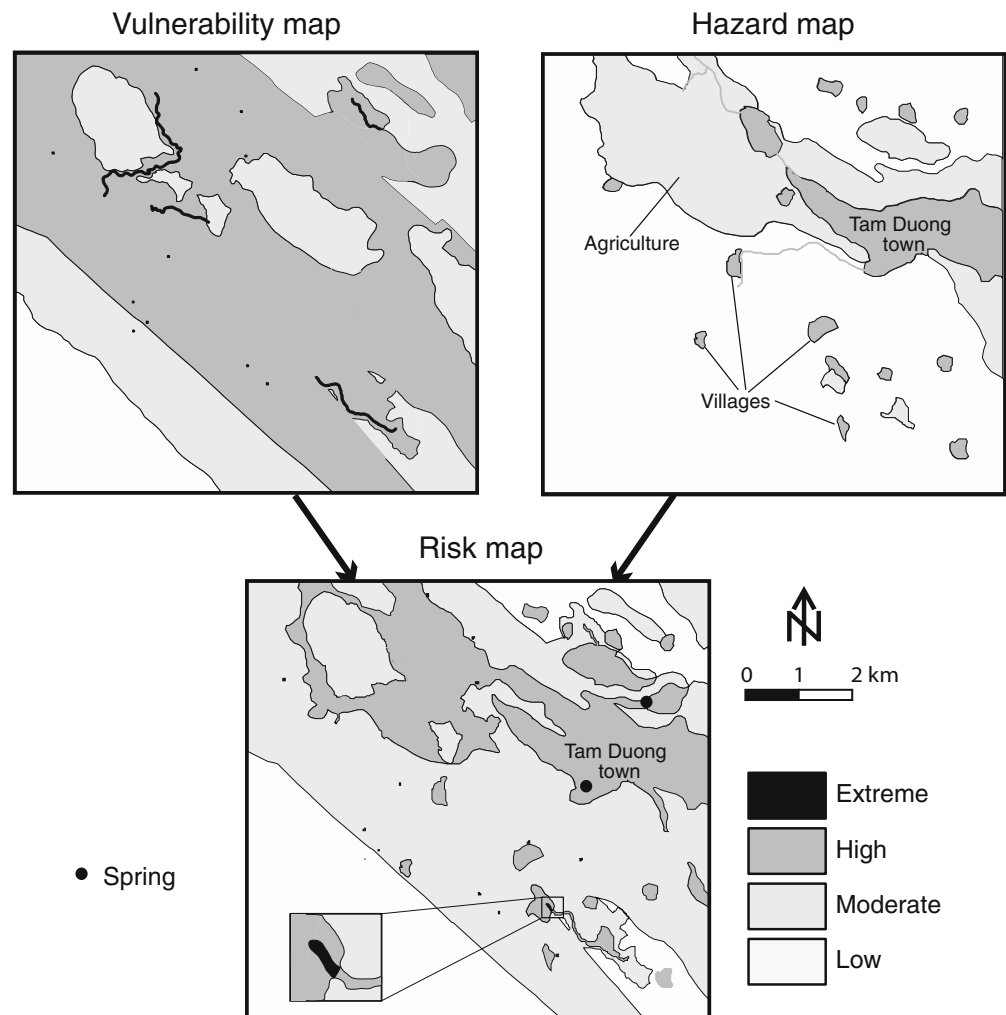 Vulnerability map
Hazard map
Agriculture
Tam Duong
town
Villages
Risk map
N
0 1 2 km
Tam Duong
town
Extreme
High
Moderate
Low
Spring